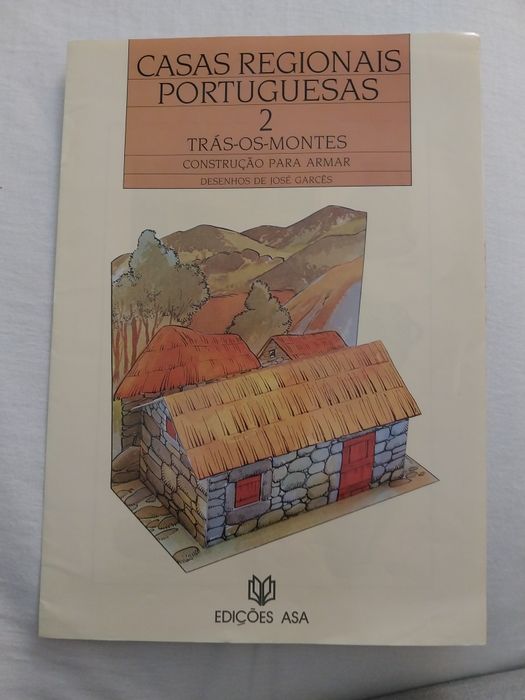 CASAS REGIONAIS
PORTUGUESAS
2
TRÁS-OS-MONTES
CONSTRUÇÃO PARA ARMAR
DESENHOS DE JOSÉ GARCÊS
EDIÇÕES ASA